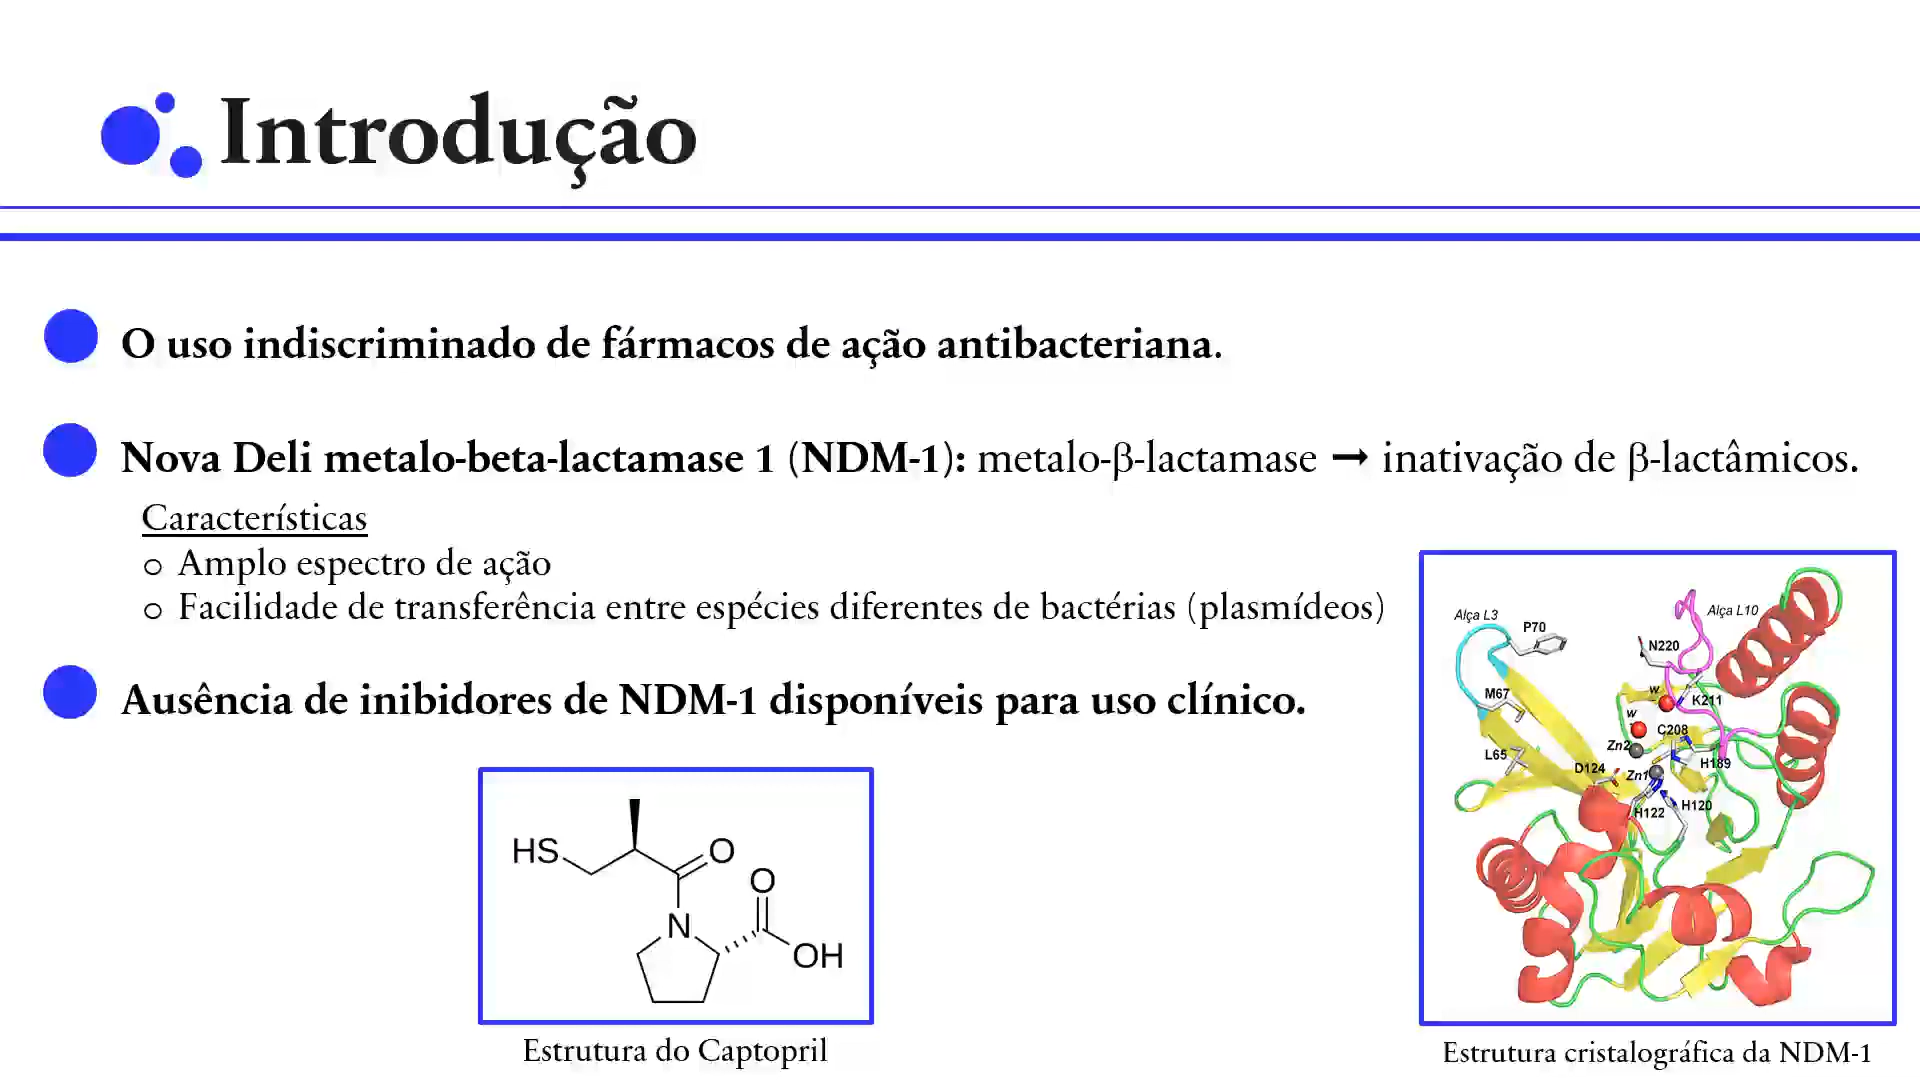 Introdução
O uso indiscriminado de fármacos de ação antibacteriana.
Nova Deli metalo-beta-lactamase 1 (NDM-1): metalo-β-lactamase ➞ inativação de β-lactâmicos.
Características
o Amplo espectro de ação
o Facilidade de transferência entre espécies diferentes de bactérias (plasmídeos)
Ausência de inibidores de NDM-1 disponíveis para uso clínico.
HS
O
O
N
OH
Estrutura do Captopril
Alça L3
P70
Alça L10
N220
M67
w
K211
w
C208
Zn2
L65
D124
Zn1
H189
H122
H120
Estrutura cristalográfica da NDM-1